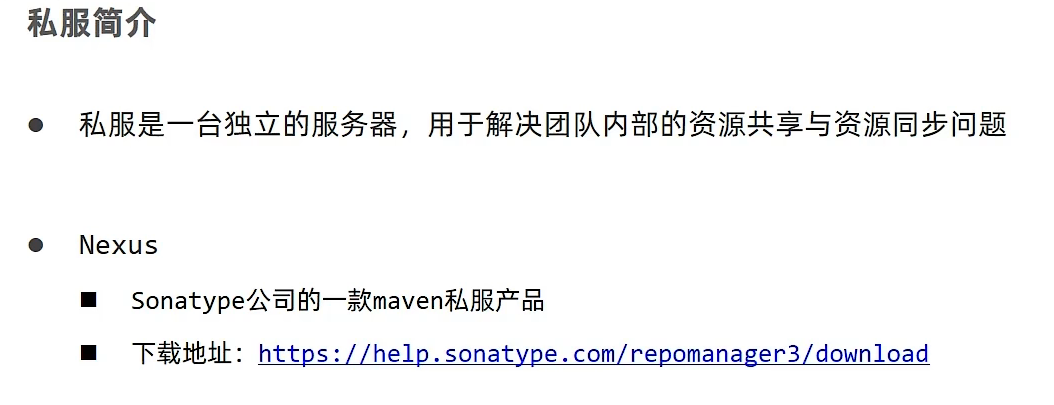 私服简介
● 私服是一台独立的服务器，用于解决团队内部的资源共享与资源同步问题
● Nexus
■ Sonatype公司的一款maven私服产品
■ 下载地址：https://help.sonatype.com/repomanager3/download